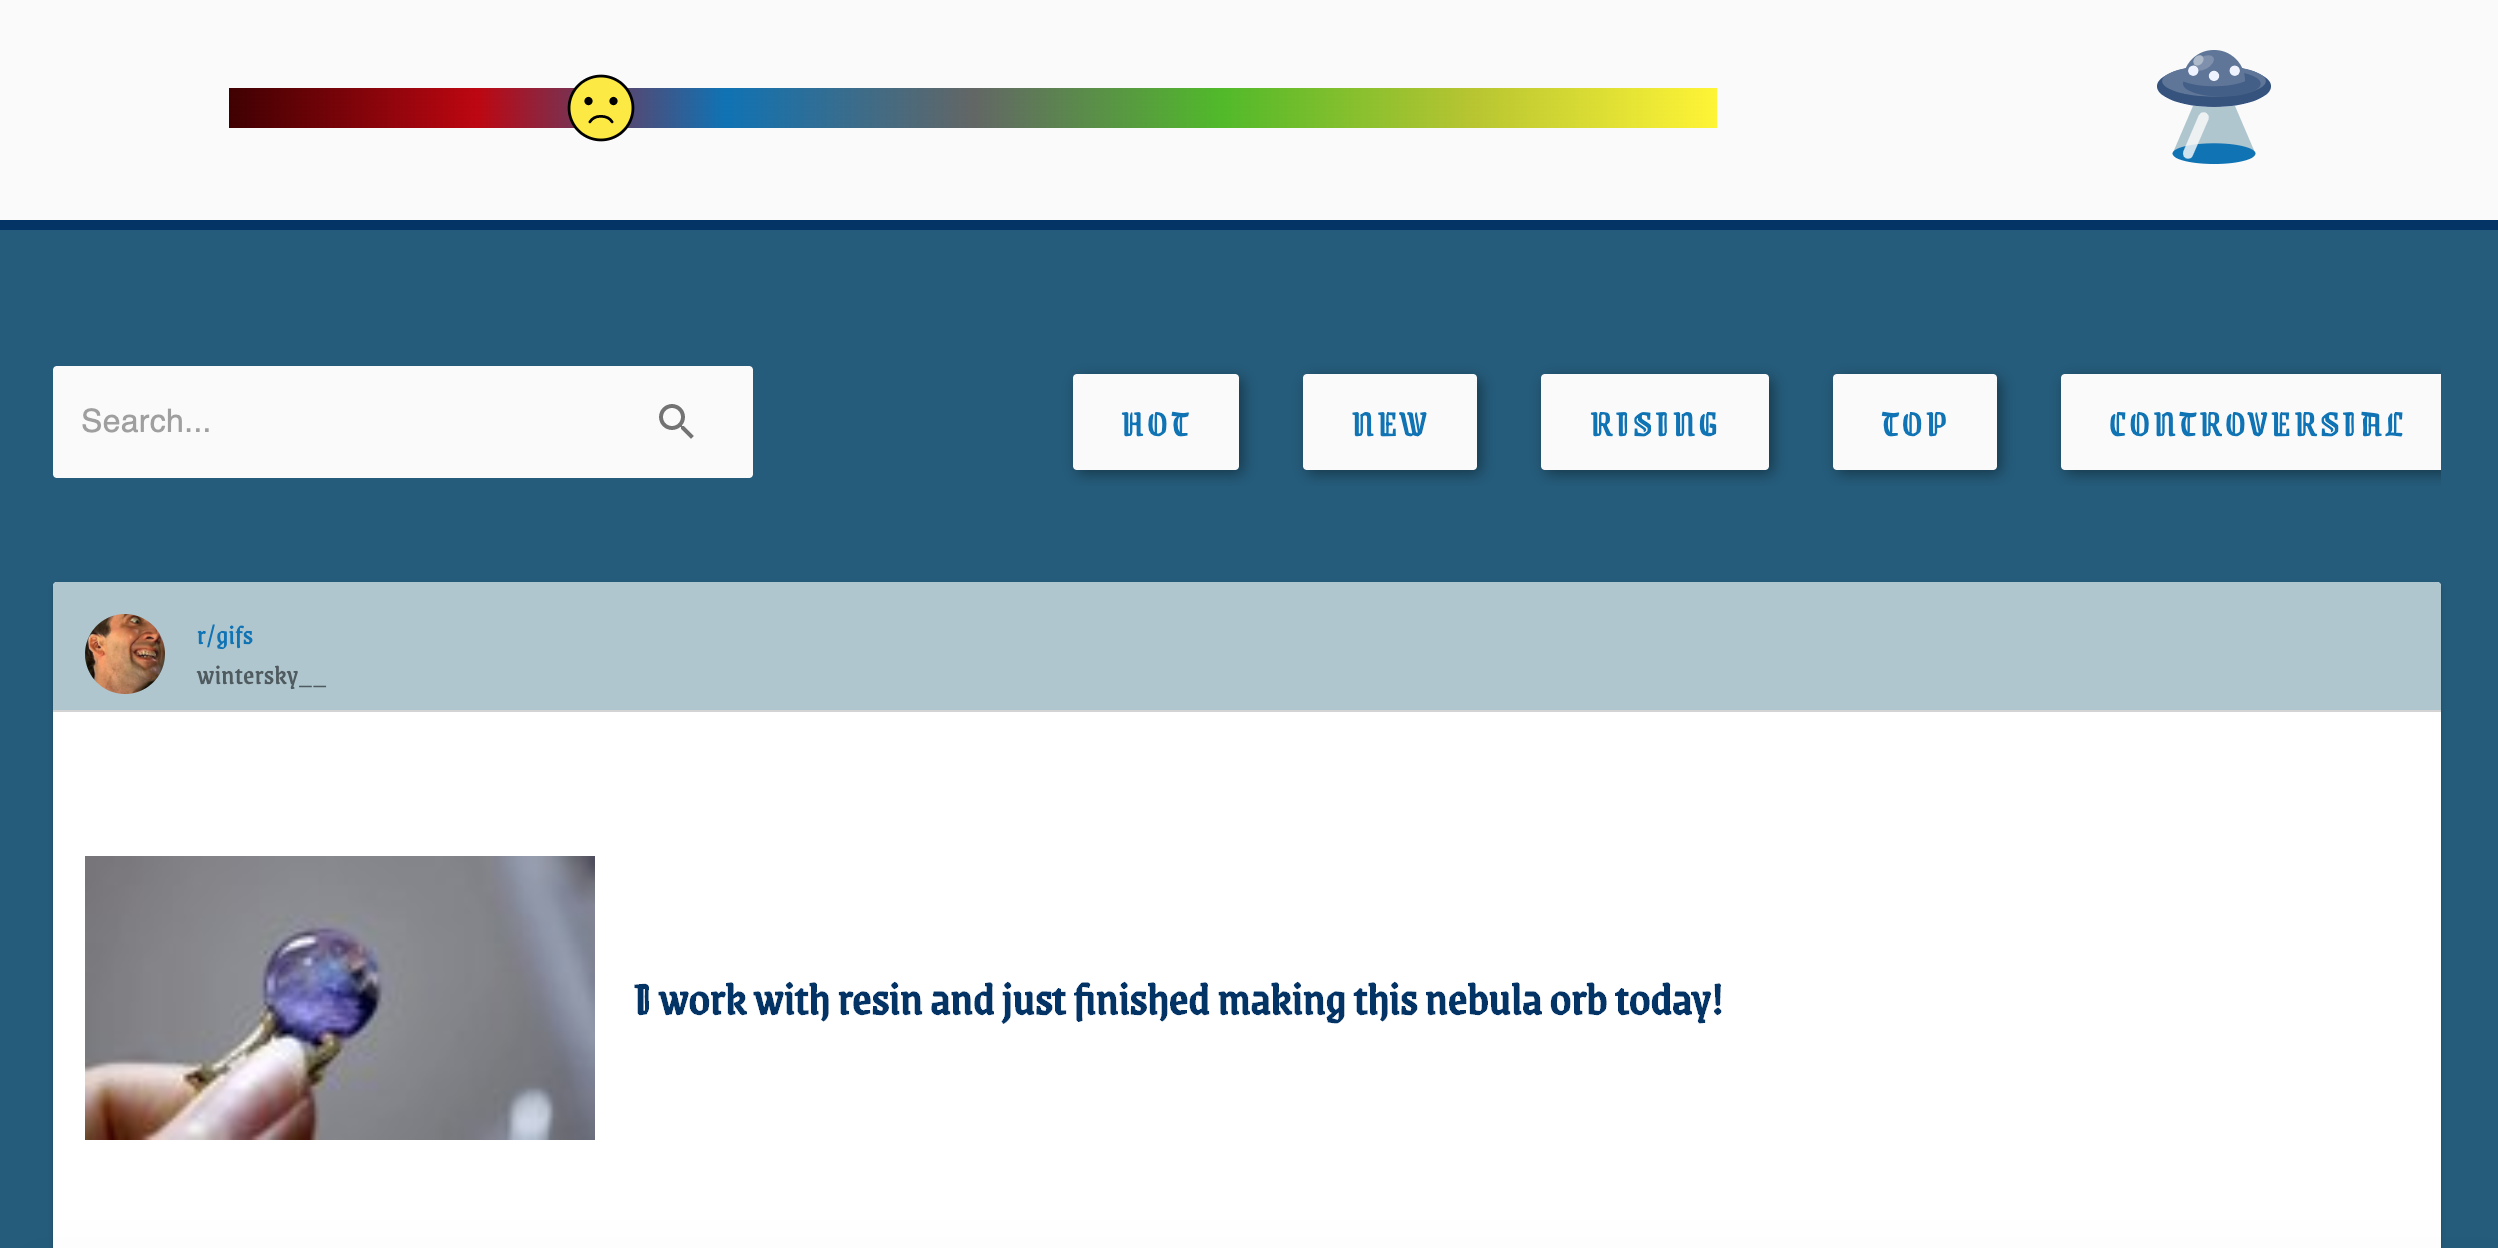 Search...
HOT
NEW
RISING
TOP
CONTROVERSIAL
r/gifs
wintersky__
I work with resin and just finished making this nebula orb today!